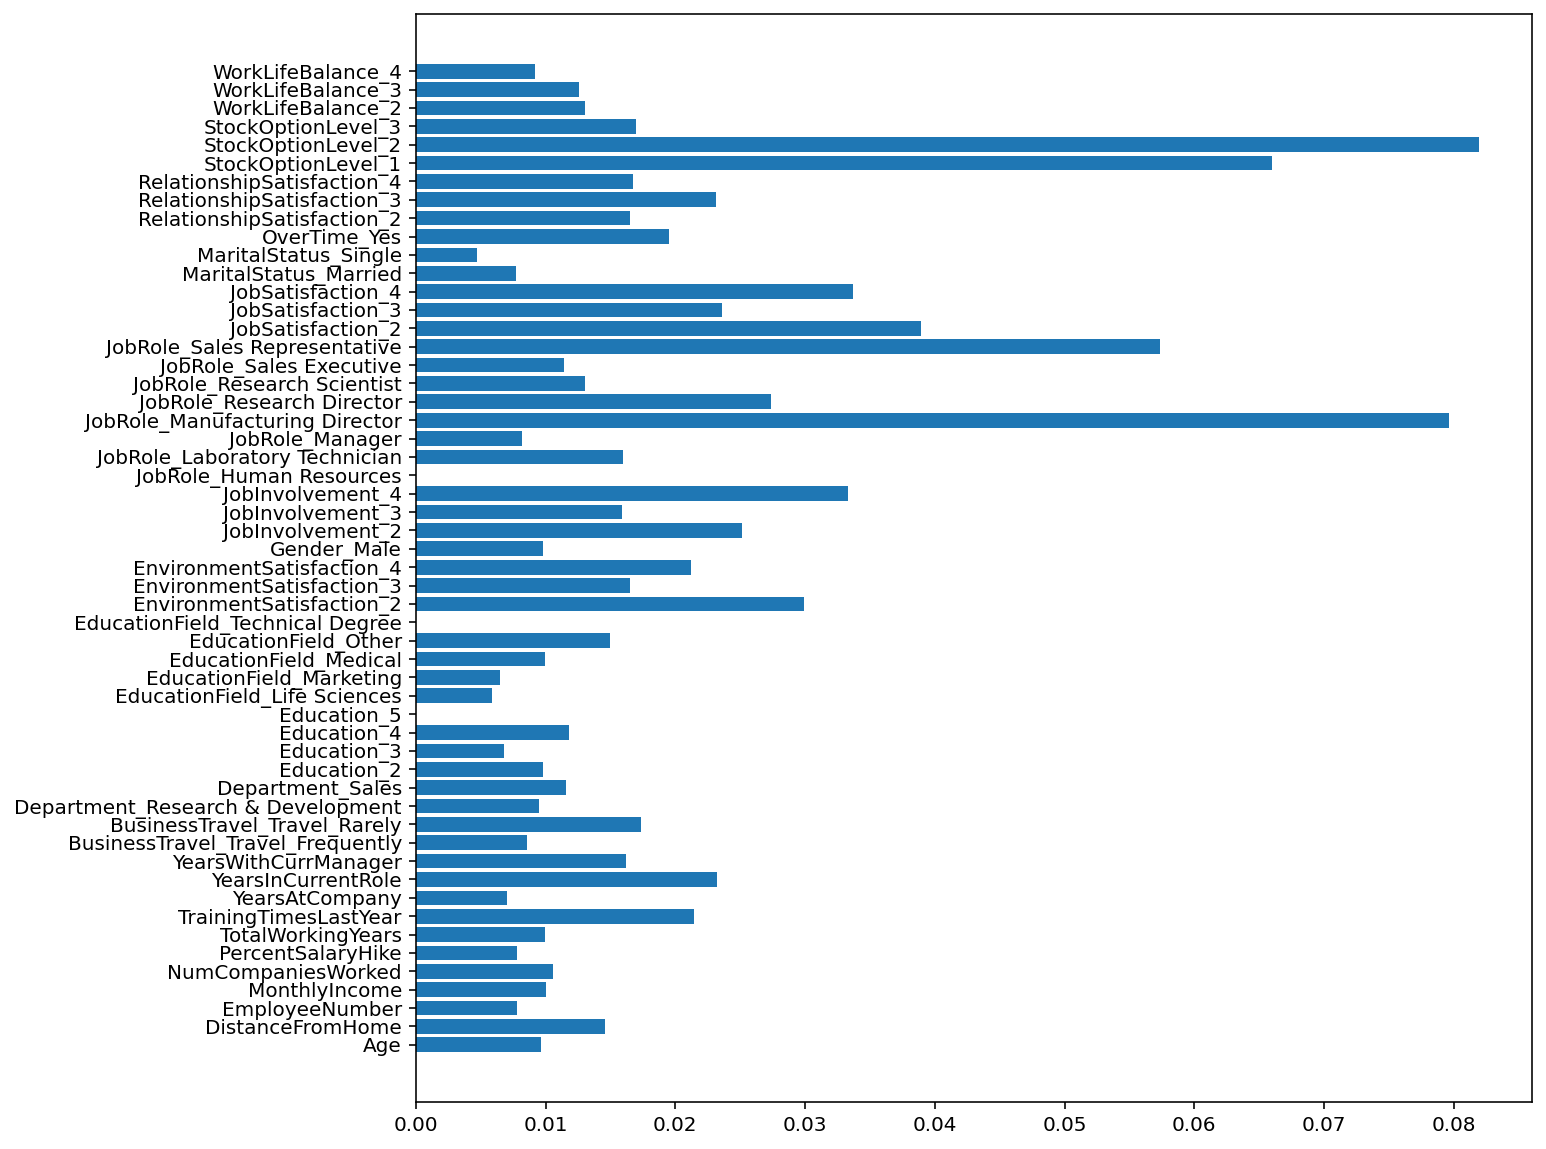 WorkLifeBalance_4
WorkLifeBalance_3
WorkLifeBalance_2
StockOptionLevel_3
StockOptionLevel_2
StockOptionLevel_1
RelationshipSatisfaction_4
RelationshipSatisfaction_3
RelationshipSatisfaction_2
OverTime_Yes
MaritalStatus_Single
MaritalStatus_Married
JobSatisfaction_4
JobSatisfaction_3
JobSatisfaction_2
JobRole_Sales Representative
JobRole_Sales Executive
JobRole_Research Scientist
JobRole_Research Director
JobRole_Manufacturing Director
JobRole_Manager
JobRole_Laboratory Technician
JobRole_Human Resources
JobInvolvement_4
JobInvolvement_3
JobInvolvement_2
Gender_Male
EnvironmentSatisfaction_4
EnvironmentSatisfaction_3
EnvironmentSatisfaction_2
EducationField_Technical Degree
EducationField_Other
EducationField_Medical
EducationField_Marketing
EducationField_Life Sciences
Education_5
Education_4
Education_3
Education_2
Department_Sales
Department_Research & Development
BusinessTravel_Travel_Rarely
BusinessTravel_Travel_Frequently
YearsWithCurrManager
YearsInCurrentRole
YearsAtCompany
TrainingTimesLastYear
TotalWorkingYears
PercentSalaryHike
NumCompaniesWorked
MonthlyIncome
EmployeeNumber
DistanceFromHome
Age
0.00 0.01 0.02 0.03 0.04 0.05 0.06 0.07 0.08